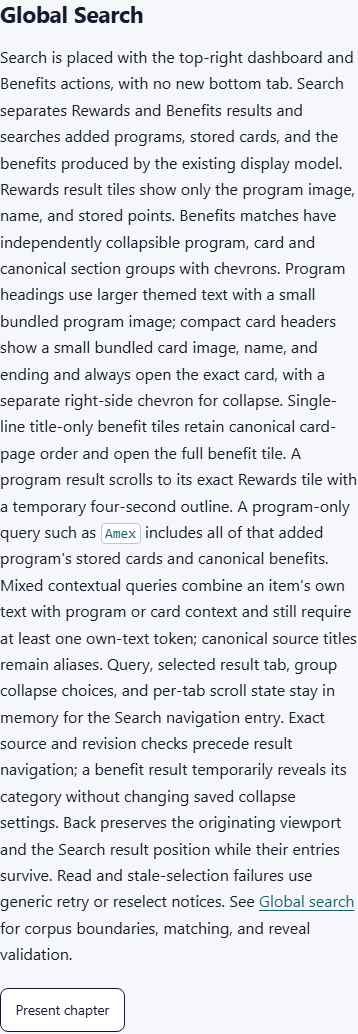 Global Search
Search is placed with the top-right dashboard and
Benefits actions, with no new bottom tab. Search
separates Rewards and Benefits results and
searches added programs, stored cards, and the
benefits produced by the existing display model.
Rewards result tiles show only the program image,
name, and stored points. Benefits matches have
independently collapsible program, card and
canonical section groups with chevrons. Program
headings use larger themed text with a small
bundled program image; compact card headers
show a small bundled card image, name, and
ending and always open the exact card, with a
separate right-side chevron for collapse. Single-
line title-only benefit tiles retain canonical card-
page order and open the full benefit tile. A
program result scrolls to its exact Rewards tile with
a temporary four-second outline. A program-only
query such as Amex includes all of that added
program's stored cards and canonical benefits.
Mixed contextual queries combine an item's own
text with program or card context and still require
at least one own-text token; canonical source titles
remain aliases. Query, selected result tab, group
collapse choices, and per-tab scroll state stay in
memory for the Search navigation entry. Exact
source and revision checks precede result
navigation; a benefit result temporarily reveals its
category without changing saved collapse
settings. Back preserves the originating viewport
and the Search result position while their entries
survive. Read and stale-selection failures use
generic retry or reselect notices. See Global search
for corpus boundaries, matching, and reveal
validation.
Present chapter